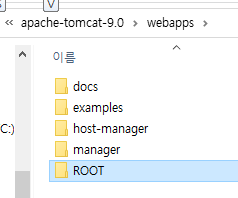 V
« apache-tomcat-9.0 > webapps >
이름
docs
examples
host-manager
manager
C:)
ROOT